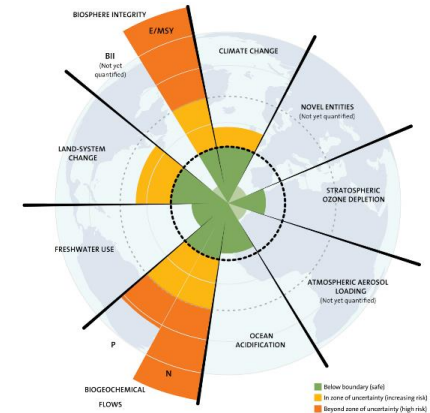 BIOSPHERE INTEGRITY
E/MSY
BII
(Not yet
quantified)
CLIMATE CHANGE
NOVEL ENTITIES
(Not yet quantified)
LAND-SYSTEM
CHANGE
STRATOSPHERIC
OZONE DEPLETION
FRESHWATER USE
ATMOSPHERIC AEROSOL
LOADING
(Not yet quantified)
OCEAN
ACIDIFICATION
P
N
BIOGEOCHEMICAL
FLOWS
Below boundary (safe)
In zone of uncertainty (increasing risk)
Beyond zone of uncertainty (high risk)